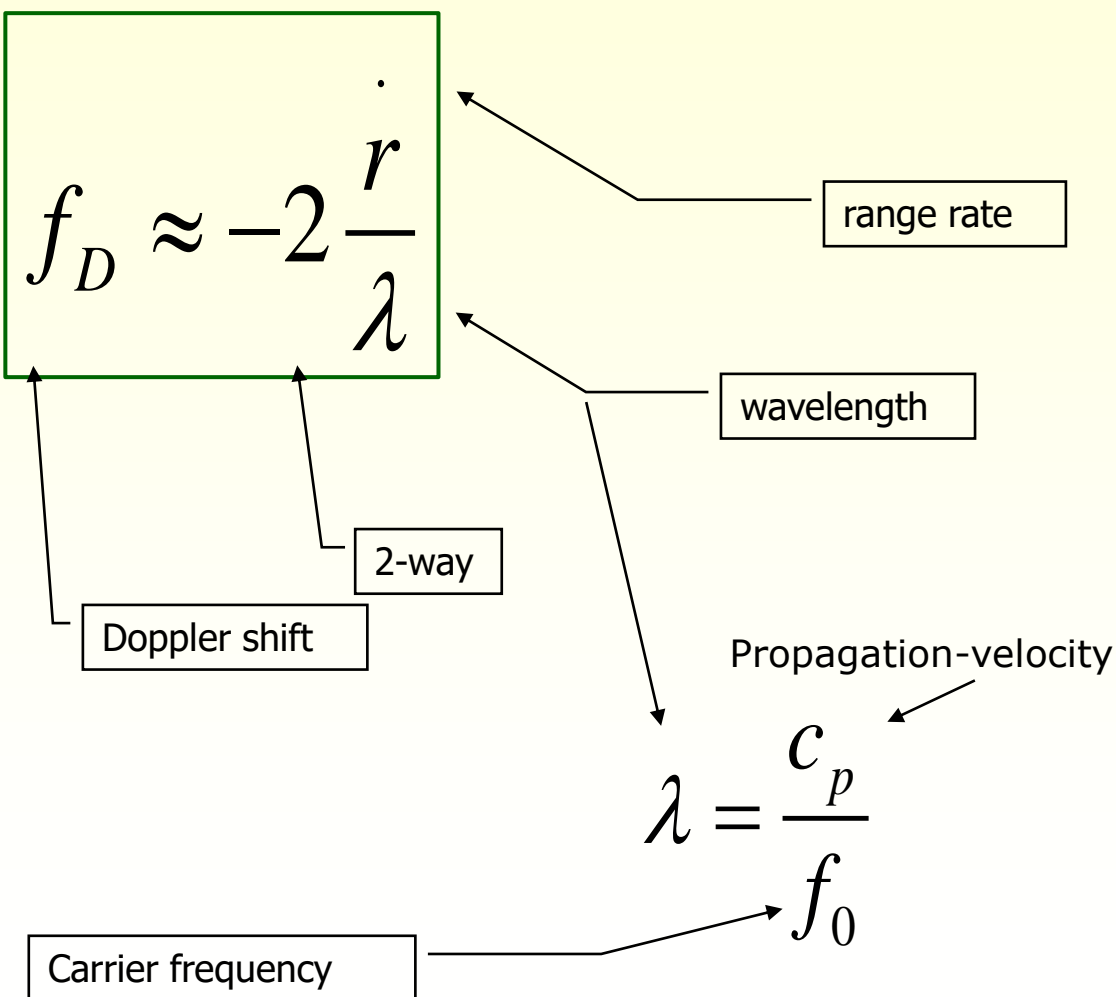 f_D ≈ −2 ṙ/λ
range rate
wavelength
2-way
Doppler shift
Propagation-velocity
λ = c_p/f_0
Carrier frequency